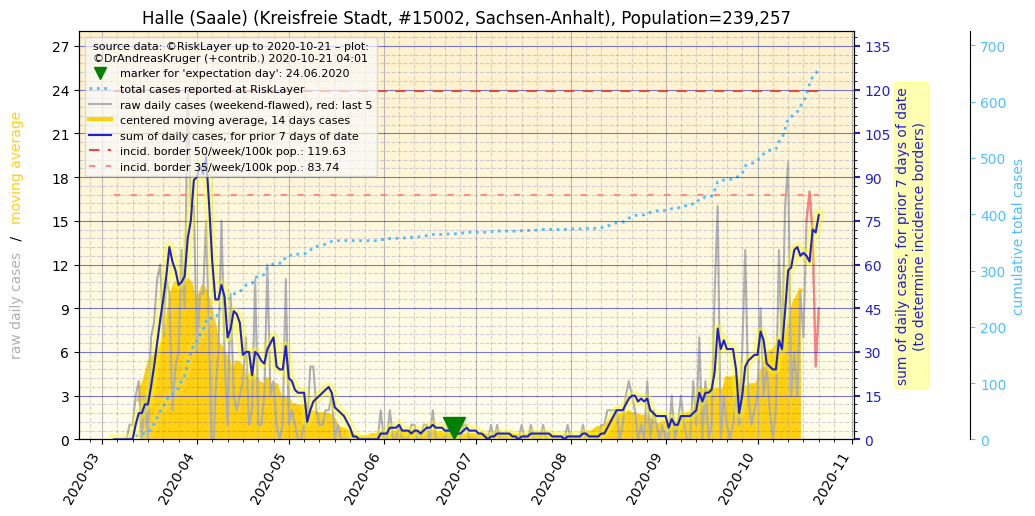 Halle (Saale) (Kreisfreie Stadt, #15002, Sachsen-Anhalt), Population=239,257
source data: ©RiskLayer up to 2020-10-21 – plot:
©DrAndreasKruger (+contrib.) 2020-10-21 04:01
marker for 'expectation day': 24.06.2020
total cases reported at RiskLayer
raw daily cases (weekend-flawed), red: last 5
centered moving average, 14 days cases
sum of daily cases, for prior 7 days of date
incid. border 50/week/100k pop.: 119.63
incid. border 35/week/100k pop.: 83.74
raw daily cases / moving average
27
24
21
18
15
12
9
6
3
0
2020-03
2020-04
2020-05
2020-06
2020-07
2020-08
2020-09
2020-10
2020-11
135
120
105
90
75
60
45
30
15
0
sum of daily cases, for prior 7 days of date
(to determine incidence borders)
700
600
500
400
300
200
100
0
cumulative total cases